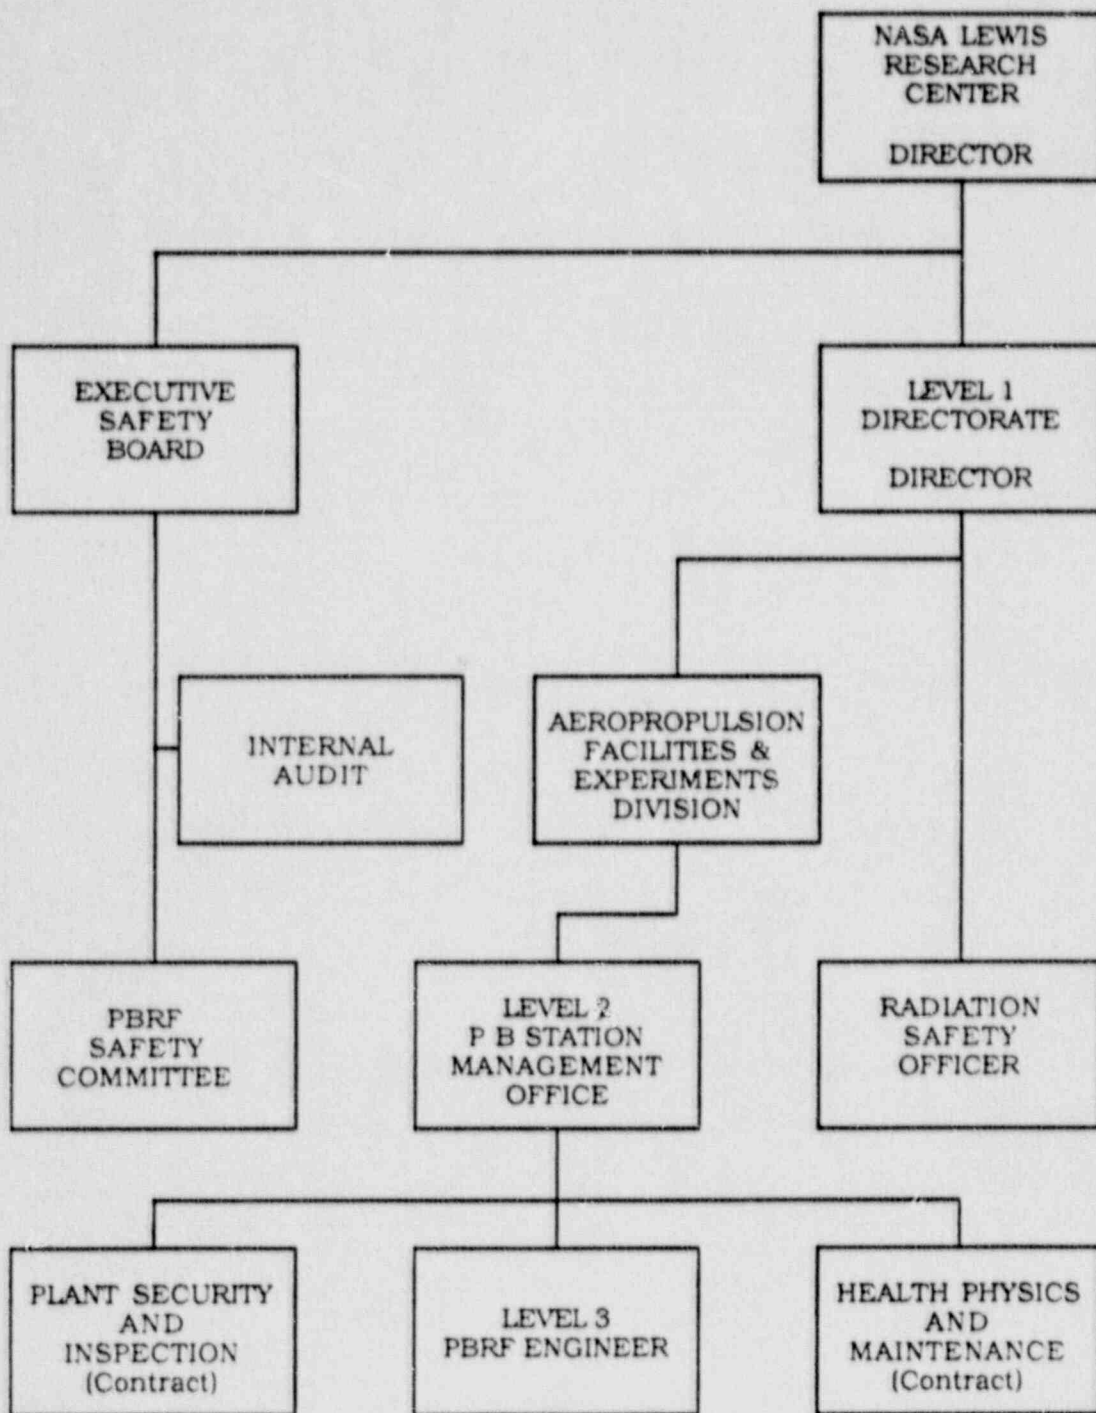 NASA LEWIS
RESEARCH
CENTER
DIRECTOR
EXECUTIVE
SAFETY
BOARD
LEVEL 1
DIRECTORATE
DIRECTOR
INTERNAL
AUDIT
AEROPROPULSION
FACILITIES &
EXPERIMENTS
DIVISION
PBRF
SAFETY
COMMITTEE
LEVEL 2
P B STATION
MANAGEMENT
OFFICE
RADIATION
SAFETY
OFFICER
PLANT SECURITY
AND
INSPECTION
(Contract)
LEVEL 3
PBRF ENGINEER
HEALTH PHYSICS
AND
MAINTENANCE
(Contract)